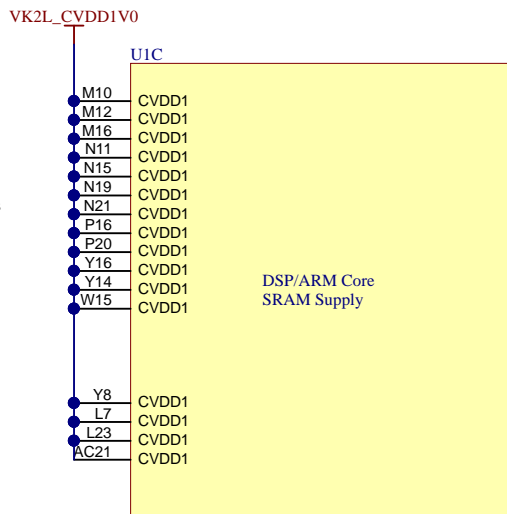 VK2L_CVDD1V0
U1C
M10 CVDD1
M12 CVDD1
M16 CVDD1
N11 CVDD1
N15 CVDD1
N19 CVDD1
N21 CVDD1
P16 CVDD1
P20 CVDD1
Y16 CVDD1
Y14 CVDD1
W15 CVDD1
DSP/ARM Core
SRAM Supply
Y8 CVDD1
L7 CVDD1
L23 CVDD1
AC21 CVDD1